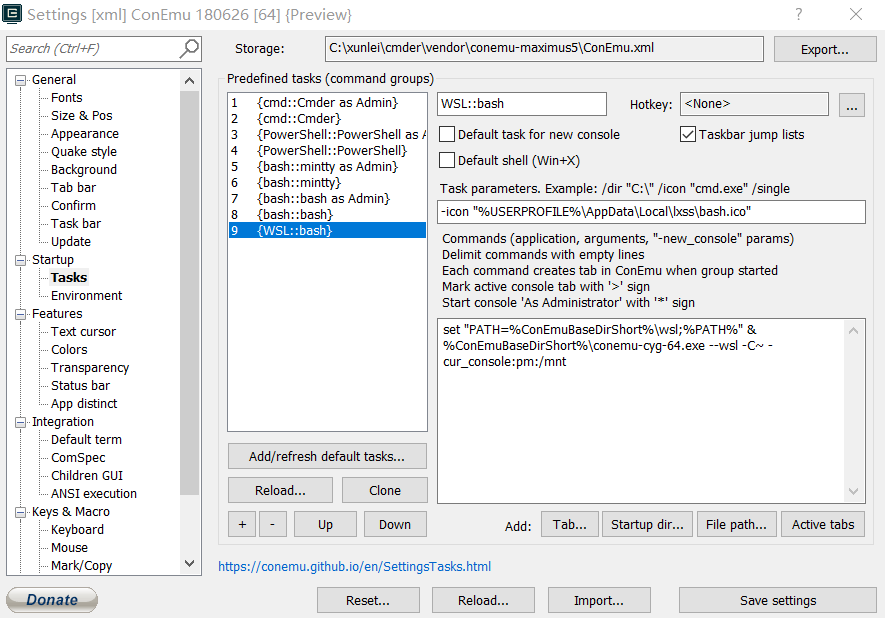 Settings [xml] ConEmu 180626 [64] {Preview}
Search (Ctrl+F)
Storage:
C:\xunlei\cmder\vendor\conemu-maximus5\ConEmu.xml
Export...
General
Fonts
Size & Pos
Appearance
Quake style
Background
Tab bar
Confirm
Task bar
Update
Startup
Tasks
Environment
Features
Text cursor
Colors
Transparency
Status bar
App distinct
Integration
Default term
ComSpec
Children GUI
ANSI execution
Keys & Macro
Keyboard
Mouse
Mark/Copy
Predefined tasks (command groups)
1 {cmd::Cmder as Admin}
2 {cmd::Cmder}
3 {PowerShell::PowerShell as A
4 {PowerShell::PowerShell}
5 {bash::mintty as Admin}
6 {bash::mintty}
7 {bash::bash as Admin}
8 {bash::bash}
9 {WSL::bash}
Add/refresh default tasks...
Reload...
Clone
+
-
Up
Down
WSL::bash
Hotkey:
<None>
...
Default task for new console
Taskbar jump lists
Default shell (Win+X)
Task parameters. Example: /dir "C:\" /icon "cmd.exe" /single
-icon "%USERPROFILE%\AppData\Local\lxss\bash.ico"
Commands (application, arguments, "-new_console" params)
Delimit commands with empty lines
Each command creates tab in ConEmu when group started
Mark active console tab with '>' sign
Start console 'As Administrator' with '*' sign
set "PATH=%ConEmuBaseDirShort%\wsl;%PATH%" &
%ConEmuBaseDirShort%\conemu-cyg-64.exe --wsl -C~ -
cur_console:pm:/mnt
Add:
Tab...
Startup dir...
File path...
Active tabs
https://conemu.github.io/en/SettingsTasks.html
Donate
Reset...
Reload...
Import...
Save settings